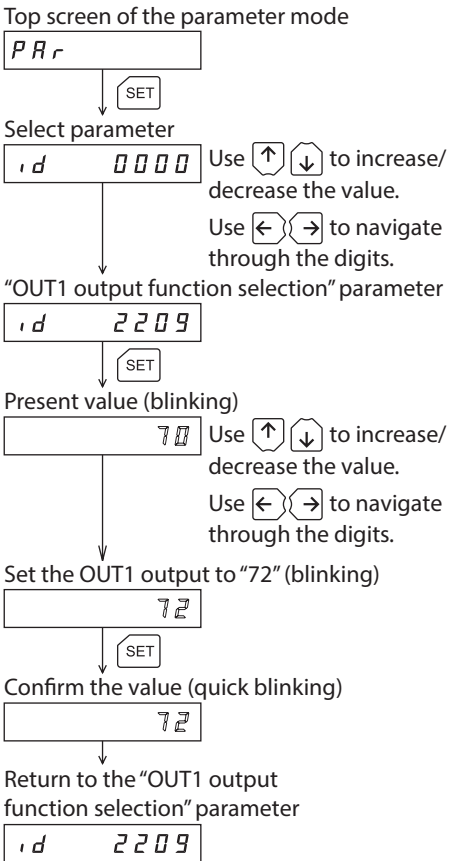 Top screen of the parameter mode
PAr
SET
Select parameter
id 0000
Use ↑ ↓ to increase/
decrease the value.
Use ← → to navigate
through the digits.
"OUT1 output function selection" parameter
id 2209
SET
Present value (blinking)
70
Use ↑ ↓ to increase/
decrease the value.
Use ← → to navigate
through the digits.
Set the OUT1 output to "72" (blinking)
72
SET
Confirm the value (quick blinking)
72
Return to the "OUT1 output
function selection" parameter
id 2209